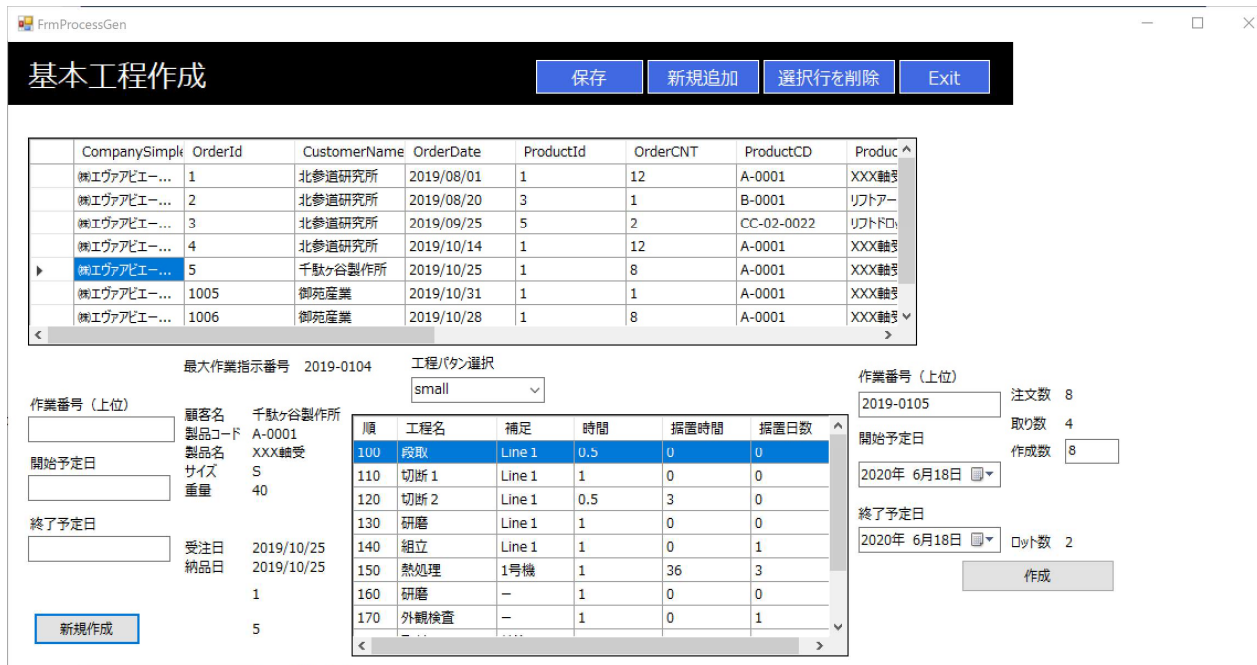 FrmProcessGen
基本工程作成 保存 新規追加 選択行を削除 Exit
CompanySimple OrderId CustomerName OrderDate ProductId OrderCNT ProductCD Produc
㈱エヴァアビエー... 1 北参道研究所 2019/08/01 1 12 A-0001 XXX軸受
㈱エヴァアビエー... 2 北参道研究所 2019/08/20 3 1 B-0001 リフトアー
㈱エヴァアビエー... 3 北参道研究所 2019/09/25 5 2 CC-02-0022 リフトドロ
㈱エヴァアビエー... 4 北参道研究所 2019/10/14 1 12 A-0001 XXX軸受
㈱エヴァアビエー... 5 千駄ヶ谷製作所 2019/10/25 1 8 A-0001 XXX軸受
㈱エヴァアビエー... 1005 御苑産業 2019/10/31 1 1 A-0001 XXX軸受
㈱エヴァアビエー... 1006 御苑産業 2019/10/28 1 8 A-0001 XXX軸受
最大作業指示番号 2019-0104
工程パタン選択
small
作業番号（上位）
開始予定日
終了予定日
新規作成
顧客名 千駄ヶ谷製作所
製品コード A-0001
製品名 XXX軸受
サイズ S
重量 40
受注日 2019/10/25
納品日 2019/10/25
1
5
順 工程名 補足 時間 据置時間 据置日数
100 段取 Line 1 0.5 0 0
110 切断1 Line 1 1 0 0
120 切断2 Line 1 0.5 3 0
130 研磨 Line 1 1 0 0
140 組立 Line 1 1 0 1
150 熱処理 1号機 1 36 3
160 研磨 － 1 0 0
170 外観検査 － 1 0 1
作業番号（上位）
2019-0105
開始予定日
2020年 6月18日
終了予定日
2020年 6月18日
注文数 8
取り数 4
作成数 8
ロット数 2
作成